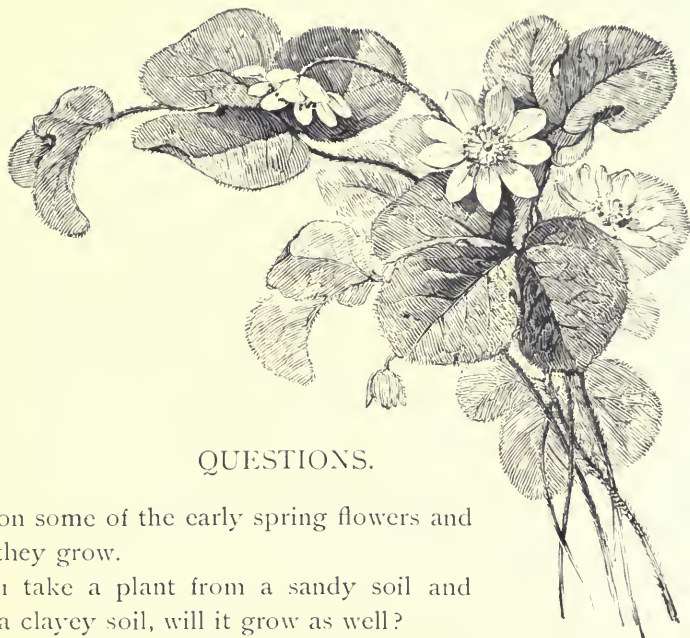 QUESTIONS.
on some of the early spring flowers and
they grow.
take a plant from a sandy soil and
a clayey soil, will it grow as well?